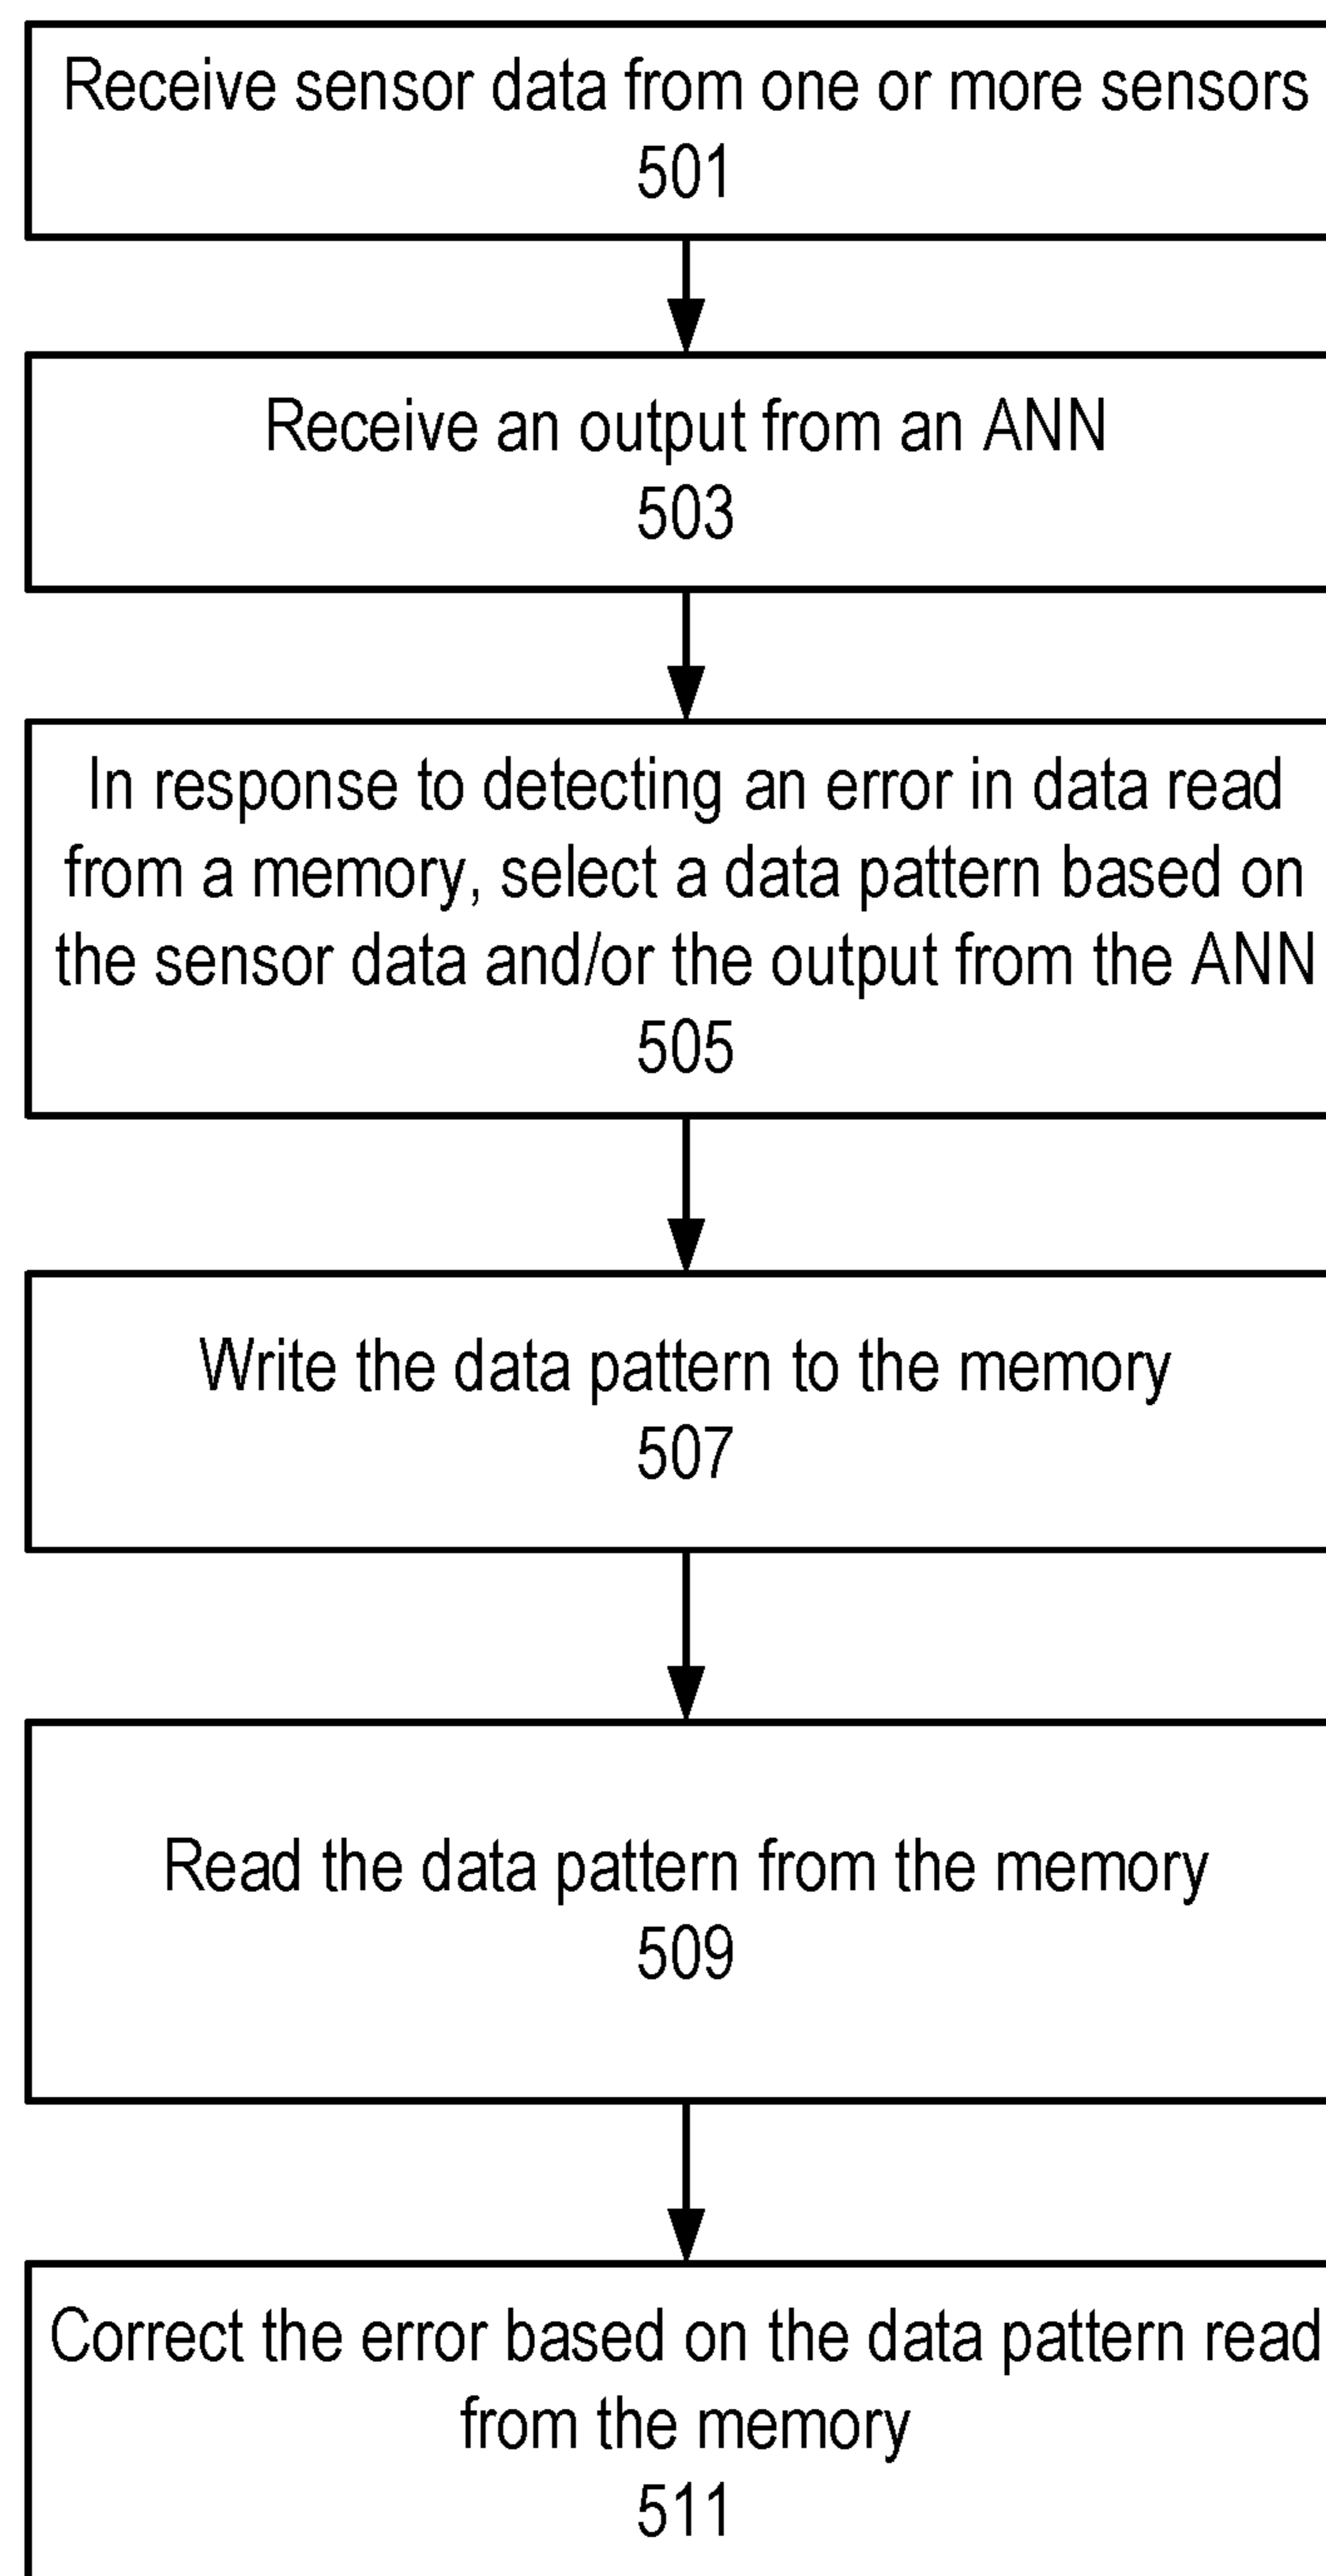 Receive sensor data from one or more sensors
501
Receive an output from an ANN
503
In response to detecting an error in data read
from a memory, select a data pattern based on
the sensor data and/or the output from the ANN
505
Write the data pattern to the memory
507
Read the data pattern from the memory
509
Correct the error based on the data pattern read
from the memory
511